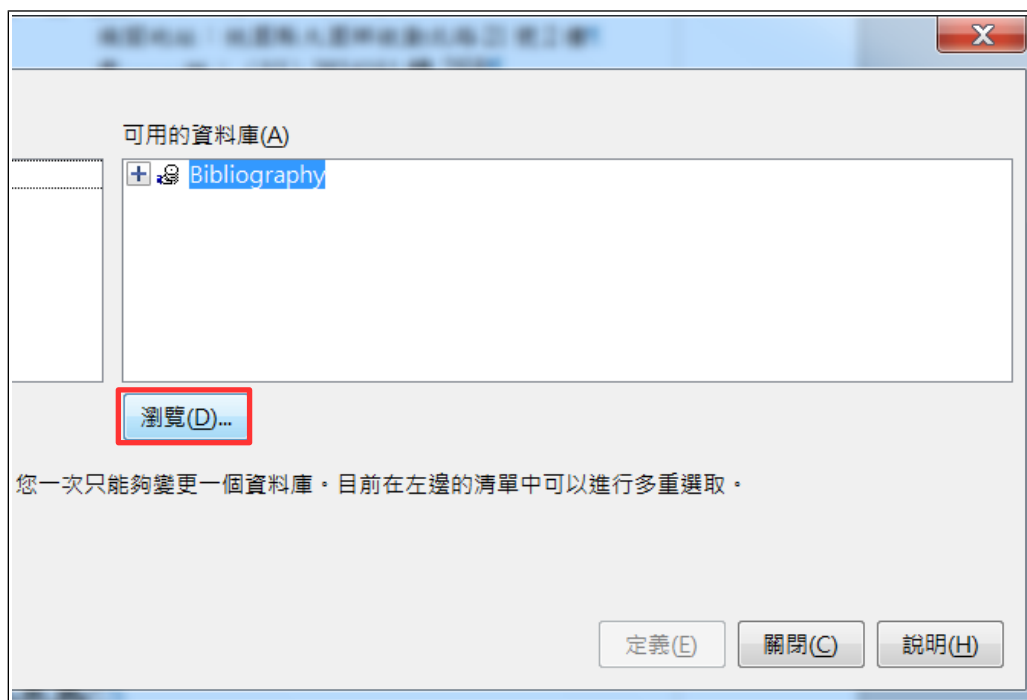 可用的資料庫(A)
Bibliography
瀏覽(D)...
您一次只能夠變更一個資料庫。目前在左邊的清單中可以進行多重選取。
定義(E)
關閉(C)
說明(H)